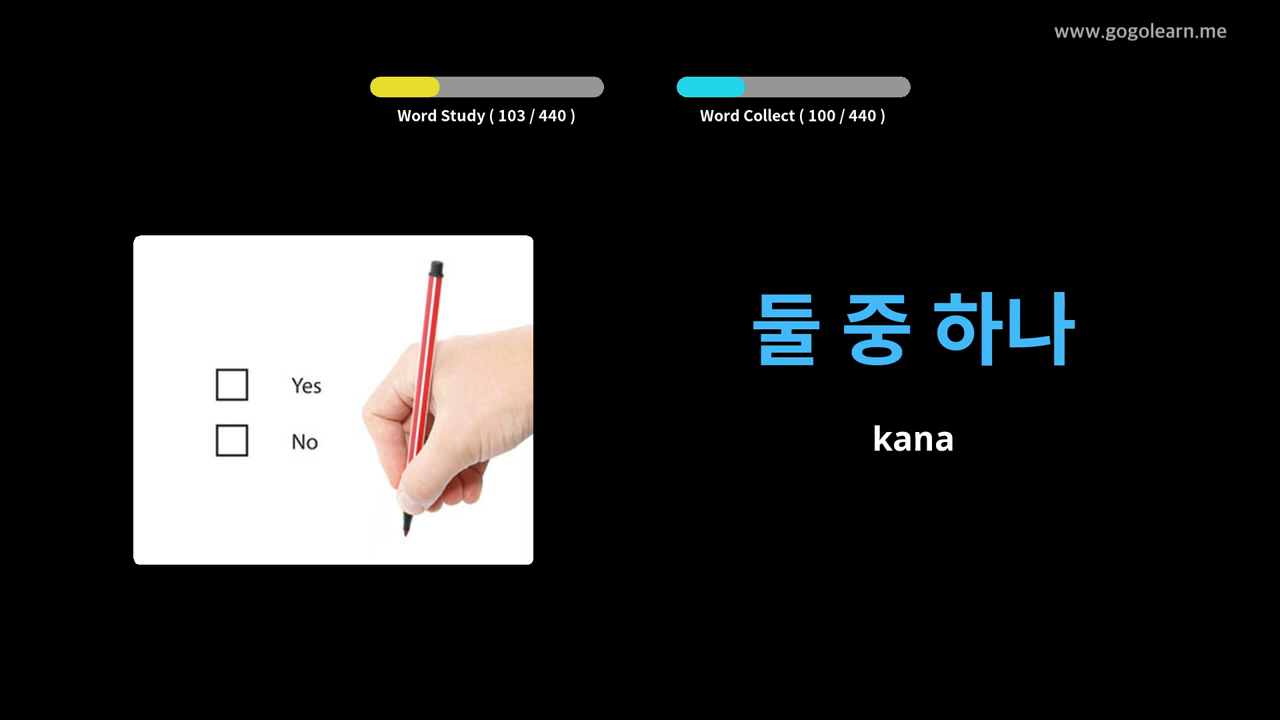 www.gogolearn.me
Word Study ( 103 / 440 )
Word Collect ( 100 / 440 )
Yes
No
둘 중 하나
kana